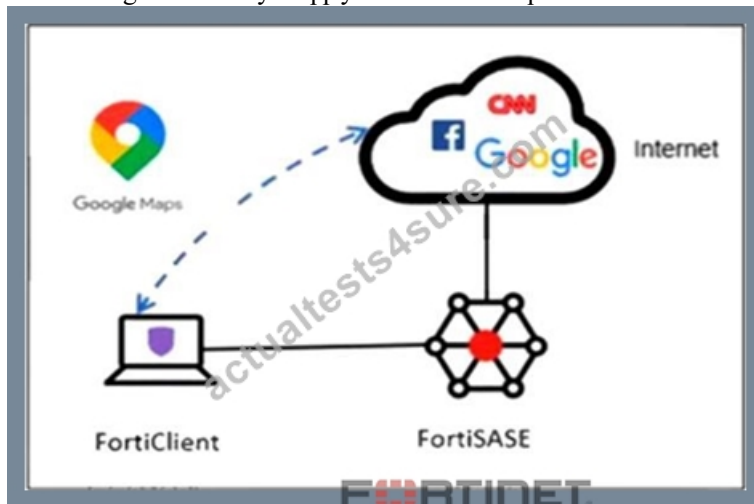 CNN
f
Google
Internet
Google Maps
actualtests4sure.com
FortiClient
FortiSASE